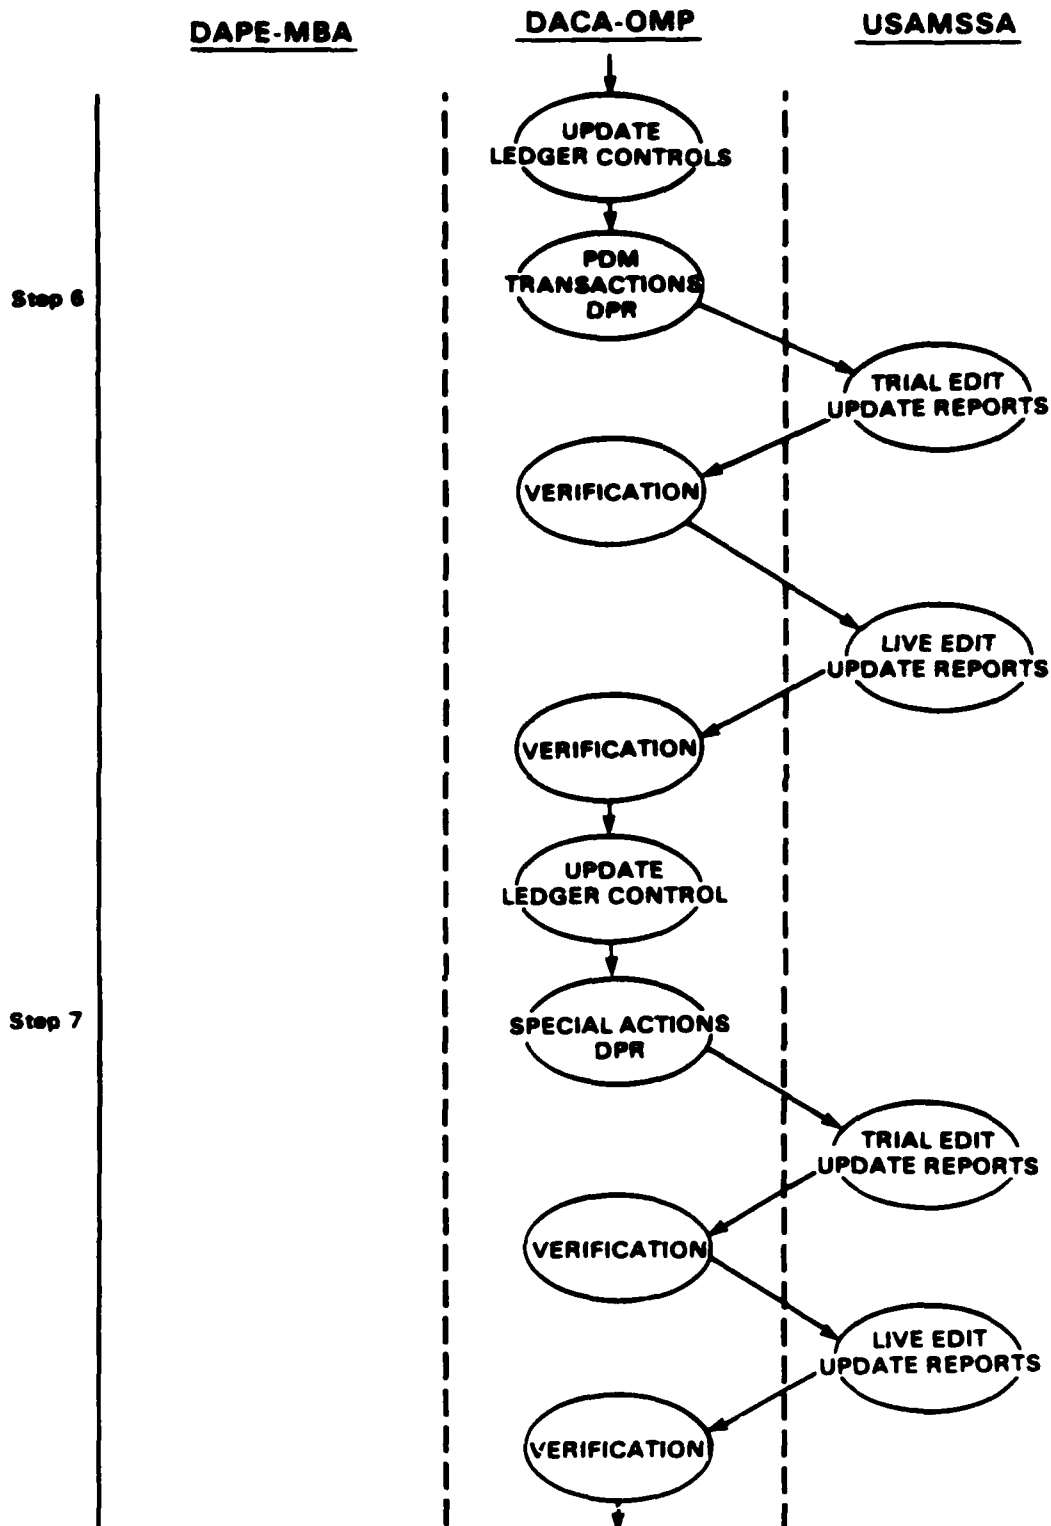 DAPE-MBA
DACA-OMP
USAMSSA
UPDATE
LEDGER CONTROLS
Step 6
PDM
TRANSACTIONS
DPR
TRIAL EDIT
UPDATE REPORTS
VERIFICATION
LIVE EDIT
UPDATE REPORTS
VERIFICATION
UPDATE
LEDGER CONTROL
Step 7
SPECIAL ACTIONS
DPR
TRIAL EDIT
UPDATE REPORTS
VERIFICATION
LIVE EDIT
UPDATE REPORTS
VERIFICATION